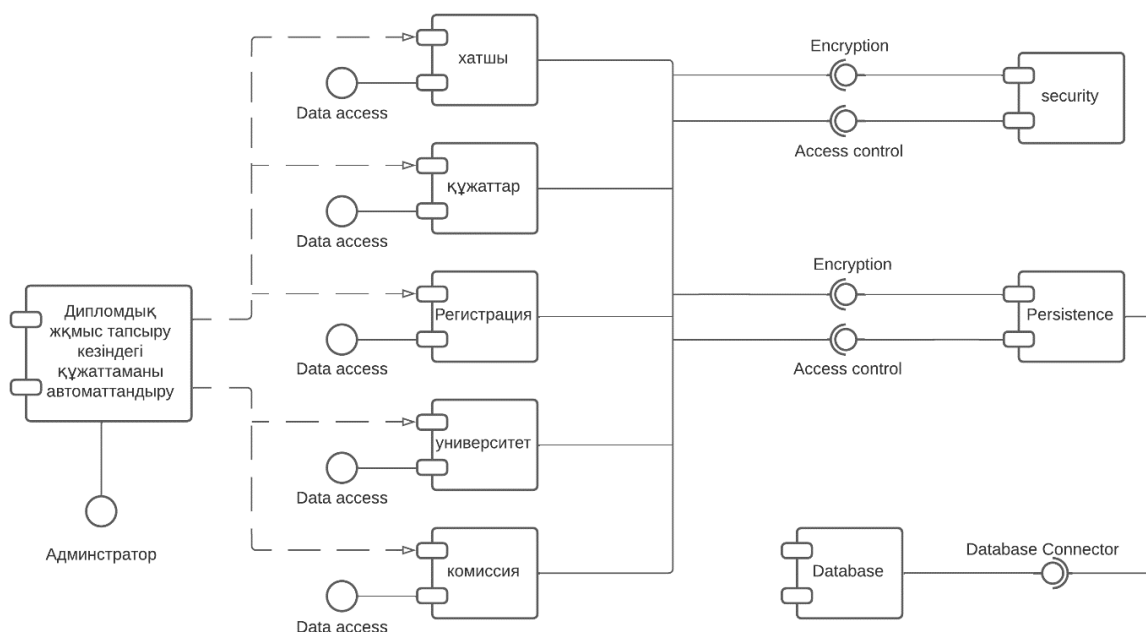 хатшы
Data access
құжаттар
Data access
Регистрация
Data access
университет
Data access
комиссия
Data access
Дипломдық
жқмыс тапсыру
кезіндегі
құжаттаманы
автоматтандыру
Админстратор
Encryption
Access control
security
Encryption
Access control
Persistence
Database
Database Connector